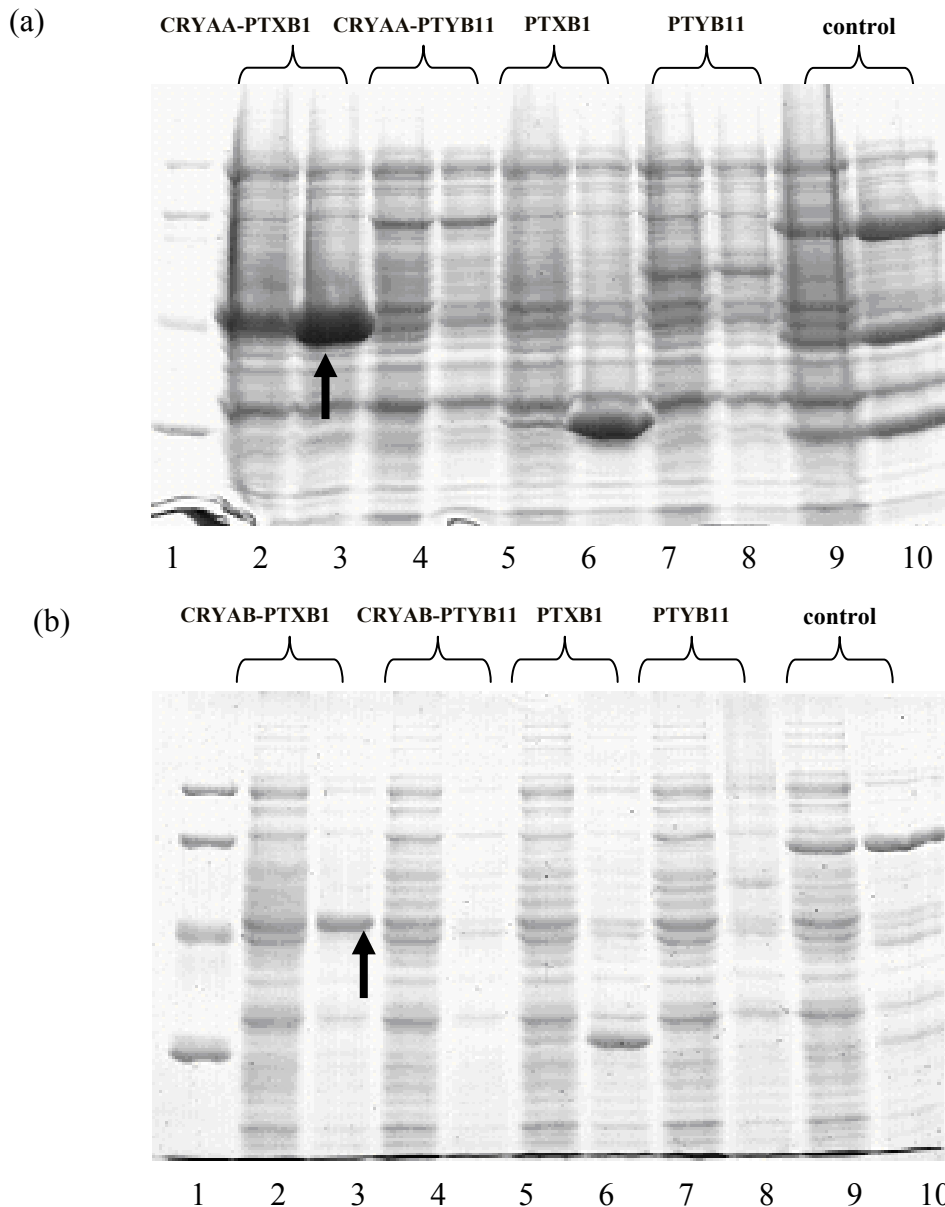 (a)
CRYAA-PTXB1 CRYAA-PTYB11 PTXB1 PTYB11 control
1 2 3 4 5 6 7 8 9 10
(b)
CRYAB-PTXB1 CRYAB-PTYB11 PTXB1 PTYB11 control
1 2 3 4 5 6 7 8 9 10